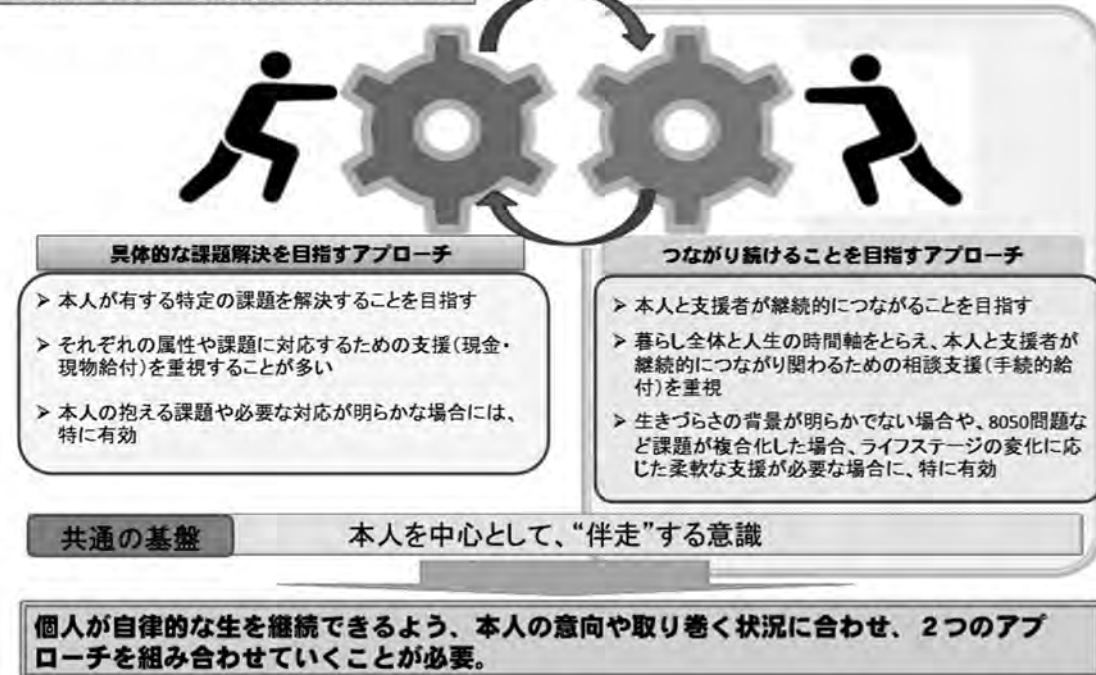 具体的な課題解決を目指すアプローチ
➢ 本人が有する特定の課題を解決することを目指す
➢ それぞれの属性や課題に対応するための支援(現金・
現物給付)を重視することが多い
➢ 本人の抱える課題や必要な対応が明らかな場合には、
特に有効
つながり続けることを目指すアプローチ
➢ 本人と支援者が継続的につながることを目指す
➢ 暮らし全体と人生の時間軸をとらえ、本人と支援者が
継続的につながり関わるための相談支援(手続的給
付)を重視
➢ 生きづらさの背景が明らかでない場合や、8050問題な
ど課題が複合化した場合、ライフステージの変化に応
じた柔軟な支援が必要な場合に、特に有効
共通の基盤
本人を中心として、“伴走”する意識
個人が自律的な生を継続できるよう、本人の意向や取り巻く状況に合わせ、2つのアプ
ローチを組み合わせていくことが必要。